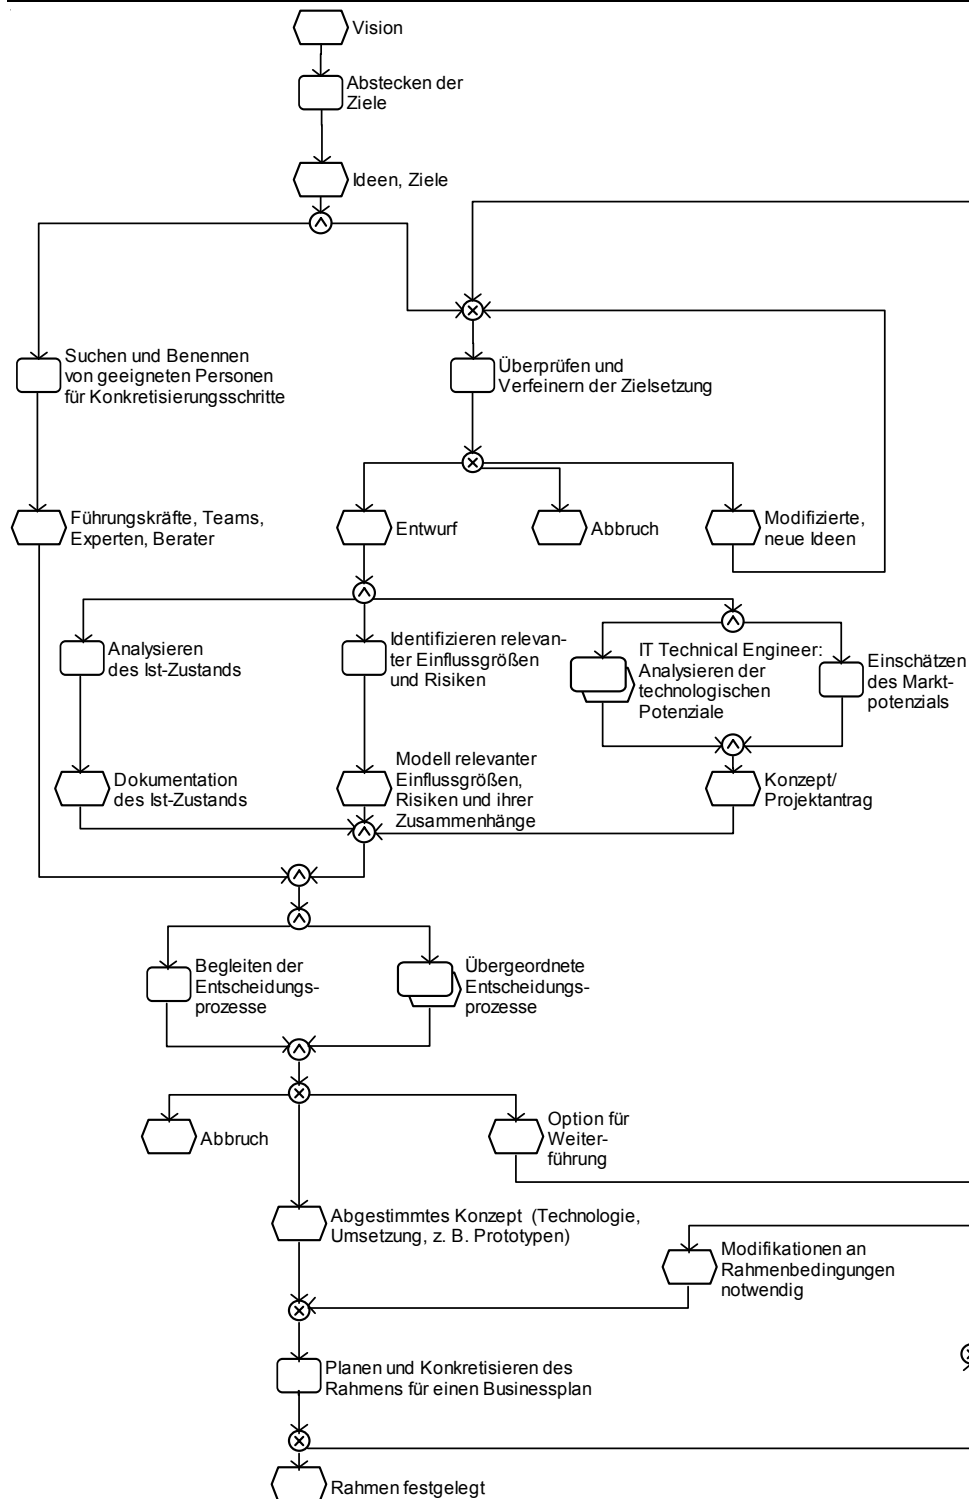 Vision
Abstecken der
Ziele
Ideen, Ziele
Suchen und Benennen
von geeigneten Personen
für Konkretisierungsschritte
Überprüfen und
Verfeinern der Zielsetzung
Führungskräfte, Teams,
Experten, Berater
Entwurf
Abbruch
Modifizierte,
neue Ideen
Analysieren
des Ist-Zustands
Identifizieren relevan-
ter Einflussgrößen
und Risiken
IT Technical Engineer:
Analysieren der
technologischen
Potenziale
Einschätzen
des Markt-
potenzials
Dokumentation
des Ist-Zustands
Modell relevanter
Einflussgrößen,
Risiken und ihrer
Zusammenhänge
Konzept/
Projektantrag
Begleiten der
Entscheidungs-
prozesse
Übergeordnete
Entscheidungs-
prozesse
Abbruch
Option für
Weiter-
führung
Abgestimmtes Konzept (Technologie,
Umsetzung, z. B. Prototypen)
Modifikationen an
Rahmenbedingungen
notwendig
Planen und Konkretisieren des
Rahmens für einen Businessplan
Rahmen festgelegt